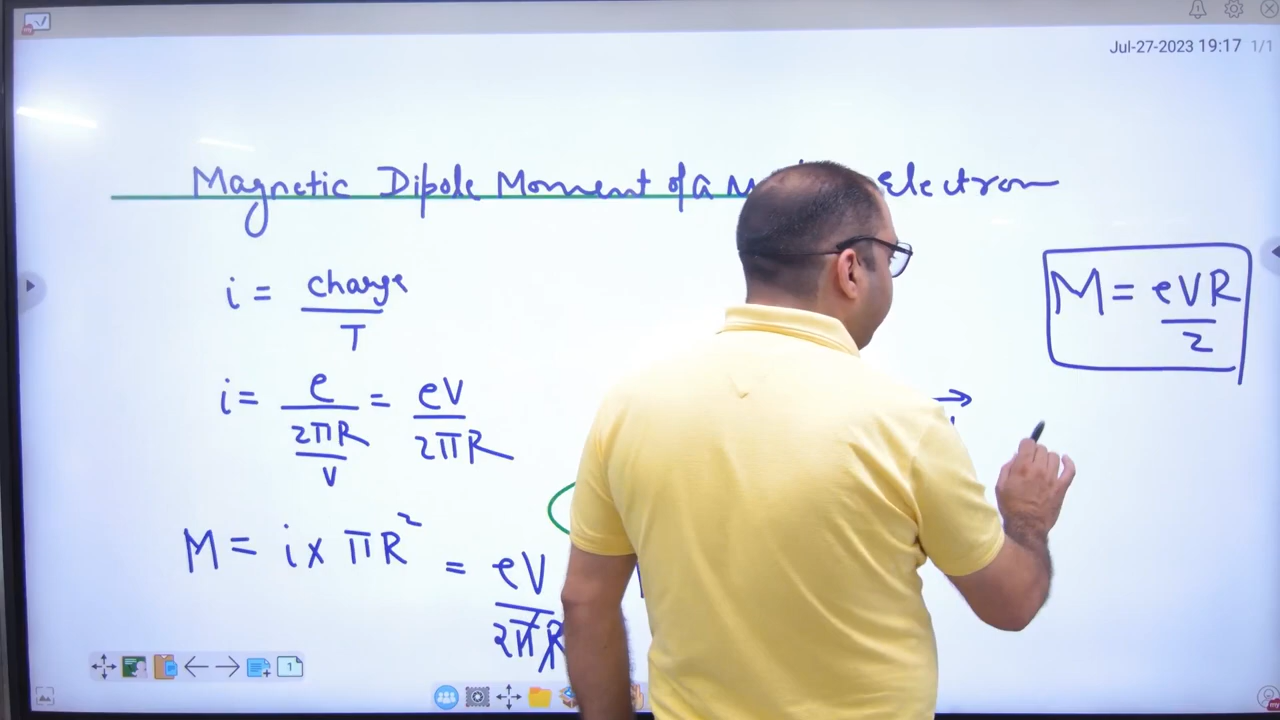 Jul-27-2023 19:17 1/1
Magnetic Dipole Moment of a Electron
i = charge / T
i = e / (2πR / V) = eV / 2πR
M = i x πR² = eV / 2πR
M = eVR / 2
1